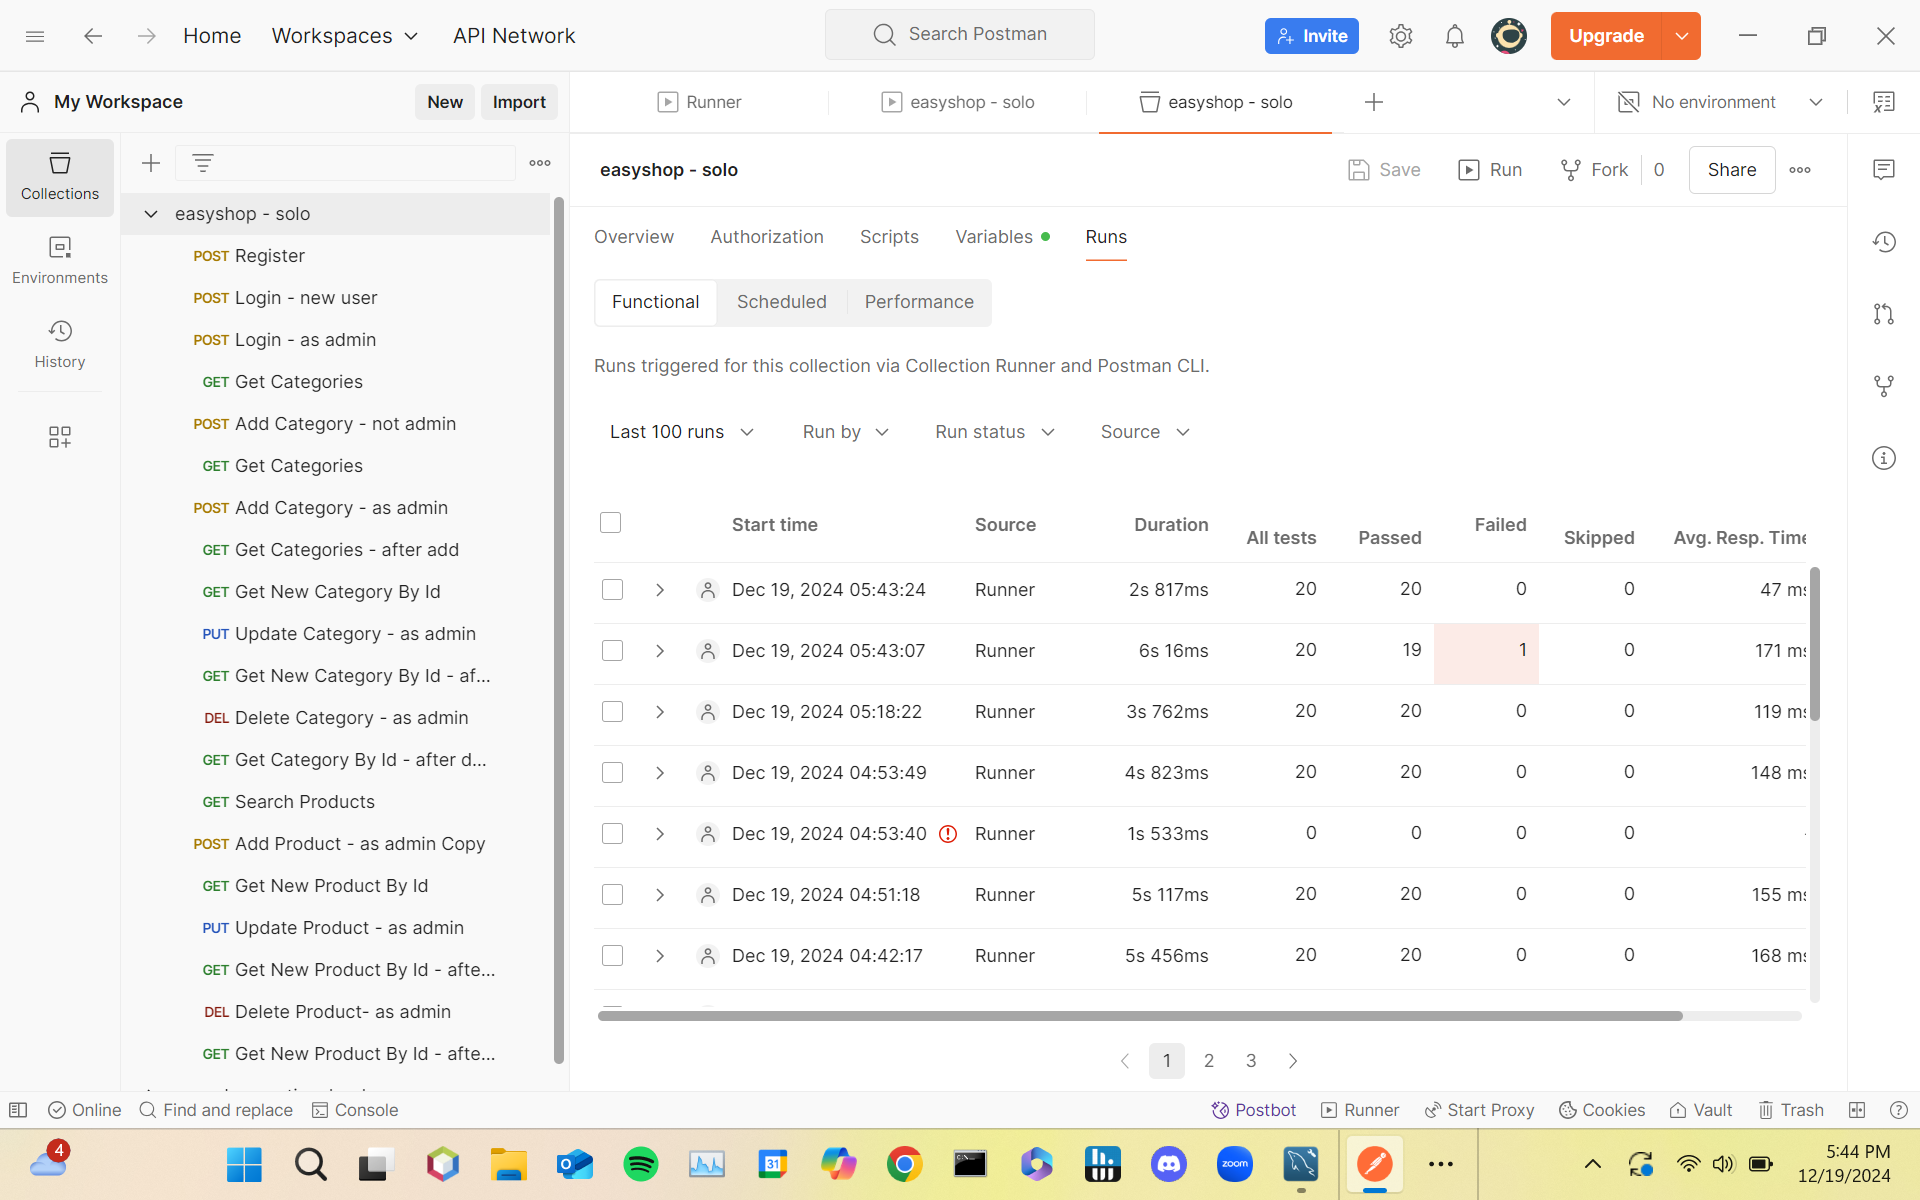 Home
Workspaces
API Network
Search Postman
Invite
Upgrade
My Workspace
New
Import
Runner
easyshop - solo
easyshop - solo
No environment
Collections
Environments
History
easyshop - solo
POST Register
POST Login - new user
POST Login - as admin
GET Get Categories
POST Add Category - not admin
GET Get Categories
POST Add Category - as admin
GET Get Categories - after add
GET Get New Category By Id
PUT Update Category - as admin
GET Get New Category By Id - af...
DEL Delete Category - as admin
GET Get Category By Id - after d...
GET Search Products
POST Add Product - as admin Copy
GET Get New Product By Id
PUT Update Product - as admin
GET Get New Product By Id - afte...
DEL Delete Product- as admin
GET Get New Product By Id - afte...
easyshop - solo
Save
Run
Fork
0
Share
Overview
Authorization
Scripts
Variables
Runs
Functional
Scheduled
Performance
Runs triggered for this collection via Collection Runner and Postman CLI.
Last 100 runs
Run by
Run status
Source
Start time Source Duration All tests Passed Failed Skipped Avg. Resp. Time
Dec 19, 2024 05:43:24 Runner 2s 817ms 20 20 0 0 47 ms
Dec 19, 2024 05:43:07 Runner 6s 16ms 20 19 1 0 171 ms
Dec 19, 2024 05:18:22 Runner 3s 762ms 20 20 0 0 119 ms
Dec 19, 2024 04:53:49 Runner 4s 823ms 20 20 0 0 148 ms
Dec 19, 2024 04:53:40 Runner 1s 533ms 0 0 0 0
Dec 19, 2024 04:51:18 Runner 5s 117ms 20 20 0 0 155 ms
Dec 19, 2024 04:42:17 Runner 5s 456ms 20 20 0 0 168 ms
1 2 3
Online
Find and replace
Console
Postbot
Runner
Start Proxy
Cookies
Vault
Trash
4
31
zoom
5:44 PM
12/19/2024